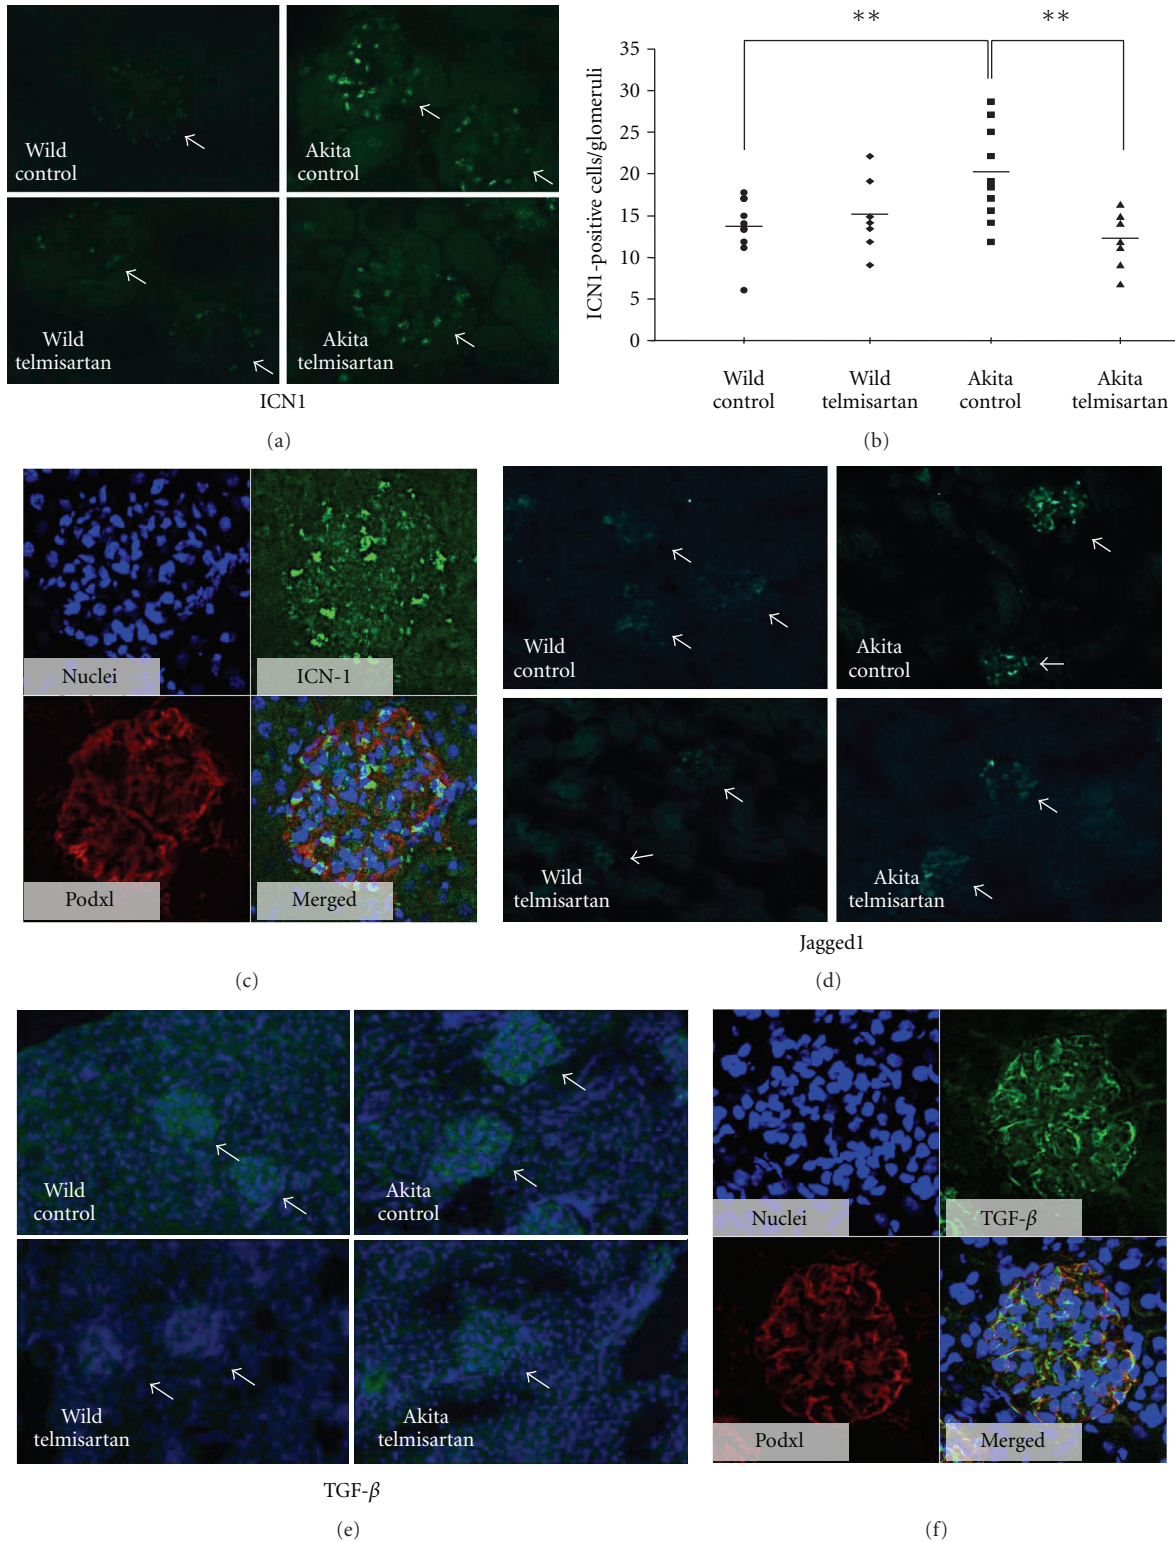 Wild
control
Akita
control
Wild
telmisartan
Akita
telmisartan
ICN1
(a)
** **
ICN1-positive cells/glomeruli
35
30
25
20
15
10
5
0
Wild
control
Wild
telmisartan
Akita
control
Akita
telmisartan
(b)
Nuclei
ICN-1
Podxl
Merged
(c)
Wild
control
Akita
control
Wild
telmisartan
Akita
telmisartan
Jagged1
(d)
Wild
control
Akita
control
Wild
telmisartan
Akita
telmisartan
TGF-β
(e)
Nuclei
TGF-β
Podxl
Merged
(f)